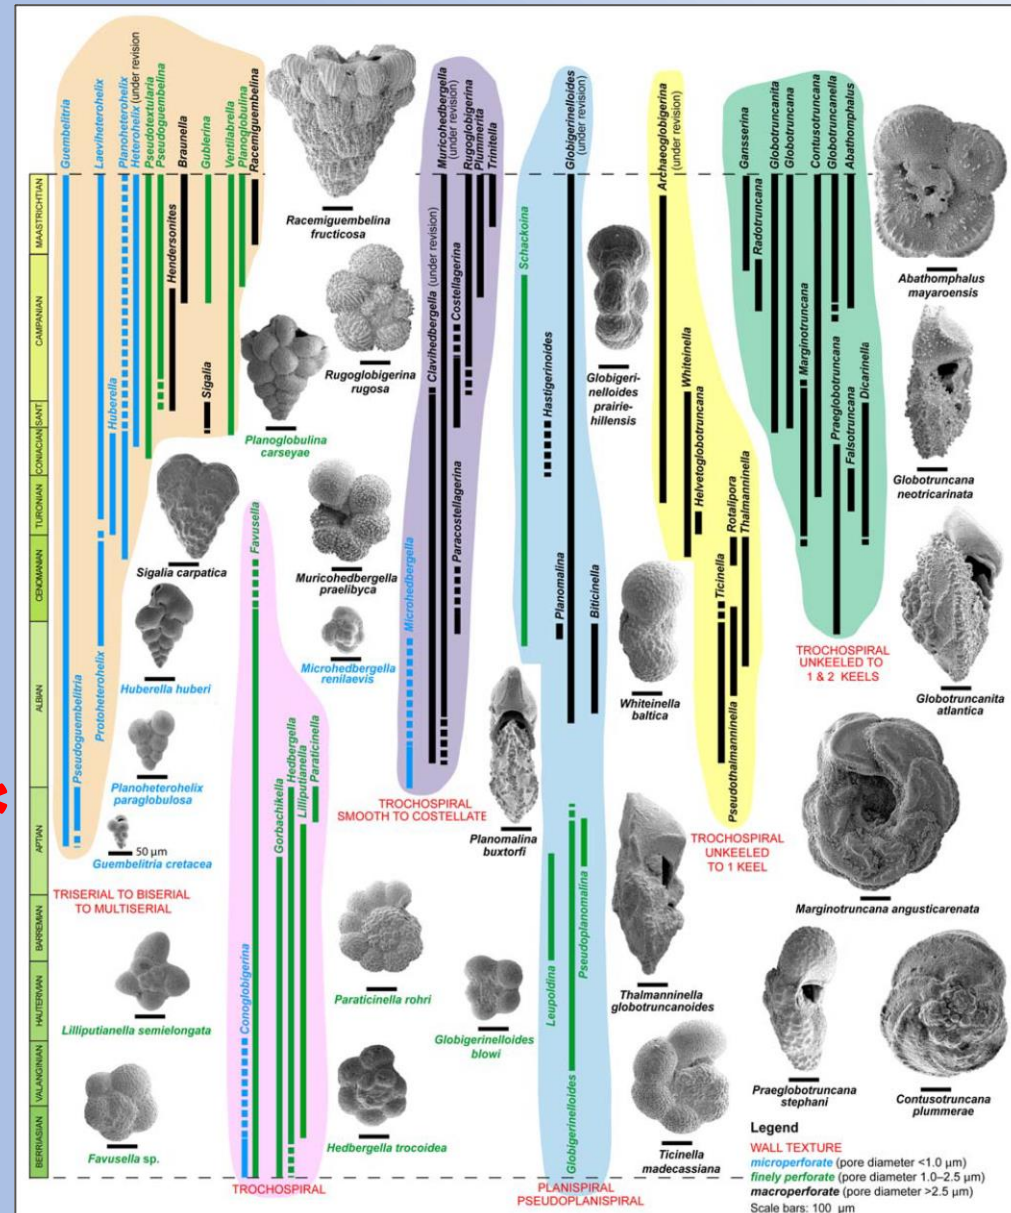 Guembelitria
Laeviheterohelix
Planoheterohelix
Heterohelix (under revision)
Pseudotextularia
Pseudoguembelina
Braunella
Gublerina
Ventilabrella
Planoglobulina
Racemiguembelina
Hendersonites
Huberella
Sigalia
Pseudoguembelitria
Protoheterohelix
Racemiguembelina
fructicosa
Rugoglobigerina
rugosa
Planoglobulina
carseyae
Sigalia carpatica
Muricohedbergella
praelibyca
Huberella huberi
Microhedbergella
renilaevis
Planoheterohelix
paraglobulosa
*
50 µm
Guembelitria cretacea
TRISERIAL TO BISERIAL
TO MULTISERIAL
Favusella
Gorbachikella
Hedbergella
Lilliputianella
Paraticinella
Conoglobigerina
TROCHOSPIRAL
Lilliputianella semielongata
Paraticinella rohri
Favusella sp.
Hedbergella trocoidea
Muricohedbergella
(under revision)
Rugoglobigerina
Plummerita
Trinitella
Clavihedbergella (under revision)
Costellagerina
Paracostellagerina
Microhedbergella
TROCHOSPIRAL
SMOOTH TO COSTELLATE
Globigerinelloides
(under revision)
Schackoina
Hastigerinoides
Planomalina
Biticinella
Leupoldina
Pseudoplanomalina
Globigerinelloides
PLANISPIRAL
PSEUDOPLANISPIRAL
Globigeri-
nelloides
prairie-
hillensis
Whiteinella
baltica
Planomalina
buxtorfi
Globigerinelloides
blowi
Thalmanninella
globotruncanoides
Ticinella
madecassiana
Archaeoglobigerina
(under revision)
Whiteinella
Helvetoglobotruncana
Rotalipora
Thalmanninella
Ticinella
Pseudothalmanninella
TROCHOSPIRAL
UNKEELED
TO 1 KEEL
Gansserina
Radotruncana
Globotruncanita
Globotruncana
Contusotruncana
Globotruncanella
Abathomphalus
Marginotruncana
Praeglobotruncana
Falsotruncana
Dicarinella
TROCHOSPIRAL
UNKEELED TO
1 & 2 KEELS
Abathomphalus
mayaroensis
Globotruncana
neotricarinata
Globotruncanita
atlantica
Marginotruncana angusticarenata
Praeglobotruncana
stephani
Contusotruncana
plummerae
MAASTRICHTIAN
CAMPANIAN
SANT
CONIACIAN
TURONIAN
CENOMANIAN
ALBIAN
APTIAN
BARREMIAN
HAUTERMAN
VALANGINIAN
BERRIASIAN
Legend
WALL TEXTURE
microperforate (pore diameter <1.0 µm)
finely perforate (pore diameter 1.0–2.5 µm)
macroperforate (pore diameter >2.5 µm)
Scale bars: 100 µm